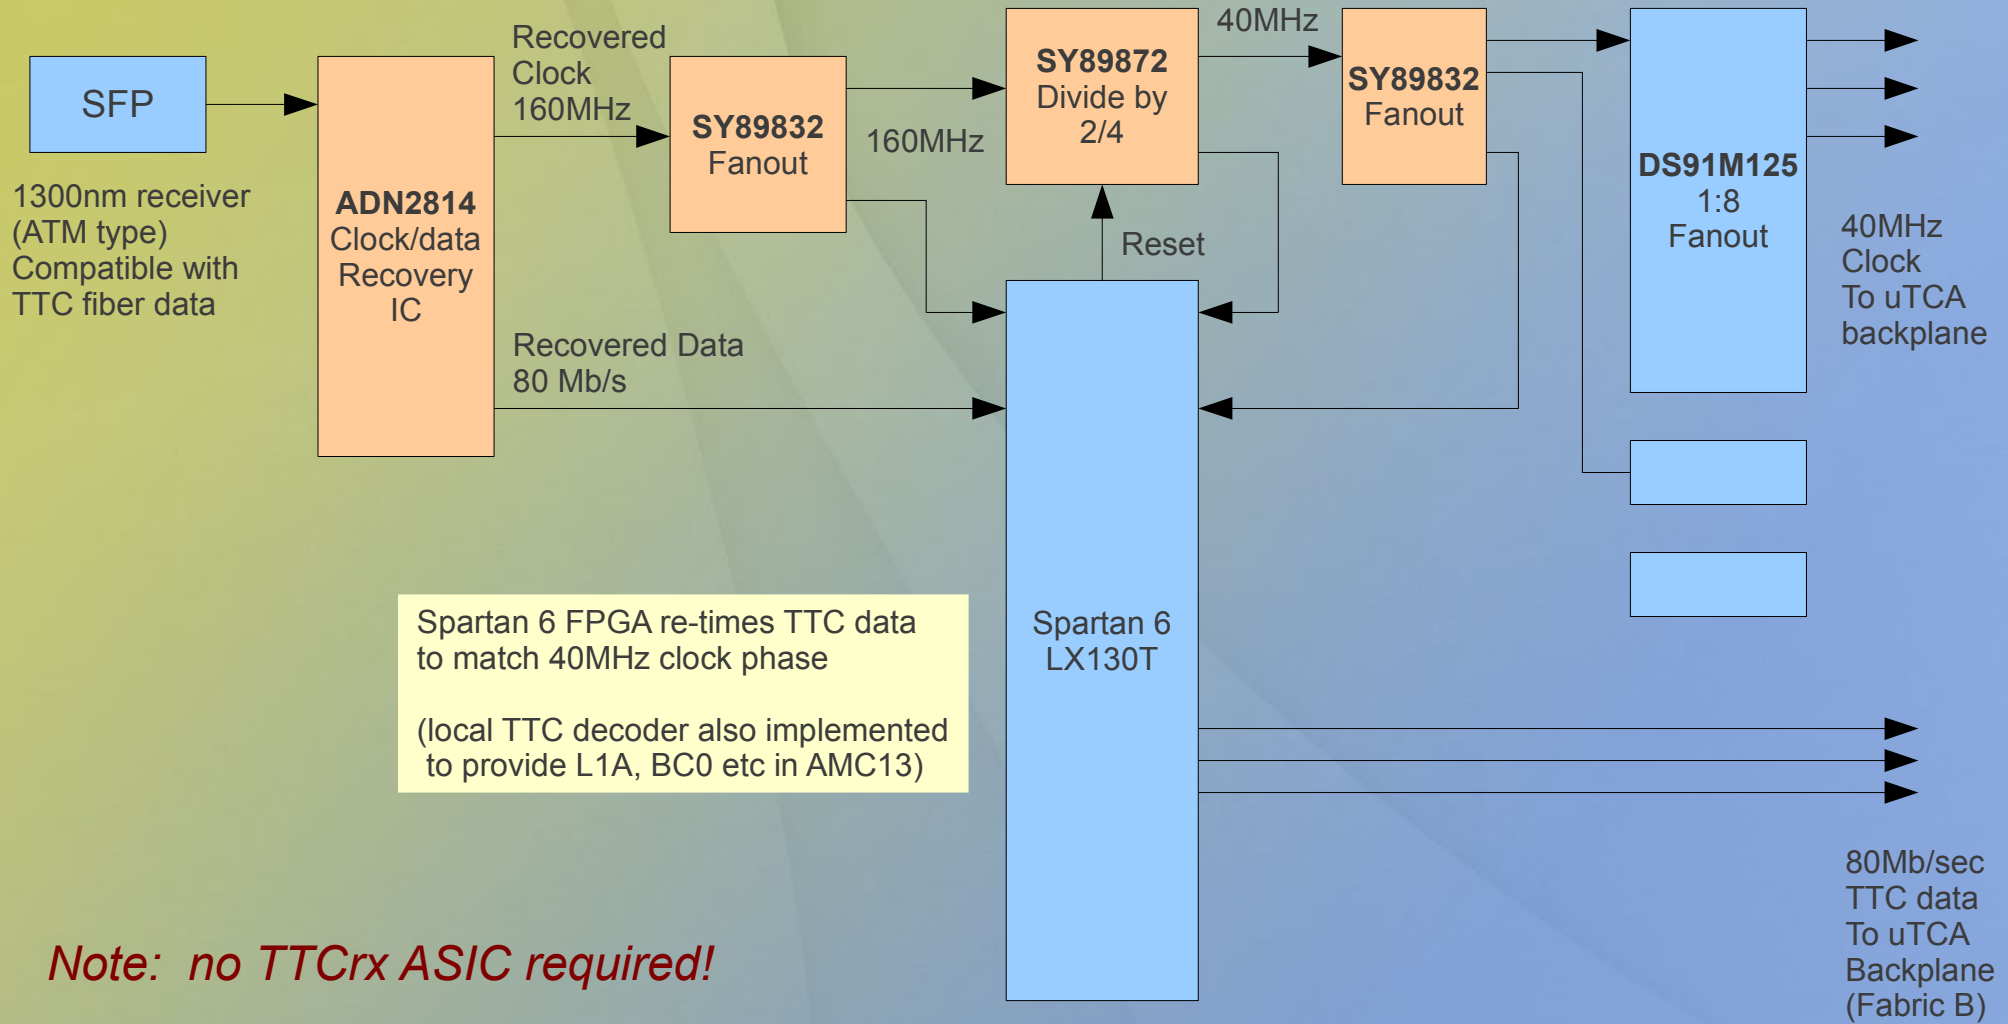 SFP
1300nm receiver
(ATM type)
Compatible with
TTC fiber data
ADN2814
Clock/data
Recovery
IC
Recovered
Clock
160MHz
Recovered Data
80 Mb/s
SY89832
Fanout
160MHz
SY89872
Divide by
2/4
Reset
40MHz
SY89832
Fanout
DS91M125
1:8
Fanout
40MHz
Clock
To uTCA
backplane
Spartan 6 FPGA re-times TTC data
to match 40MHz clock phase
(local TTC decoder also implemented
to provide L1A, BC0 etc in AMC13)
Spartan 6
LX130T
80Mb/sec
TTC data
To uTCA
Backplane
(Fabric B)
Note: no TTCrx ASIC required!